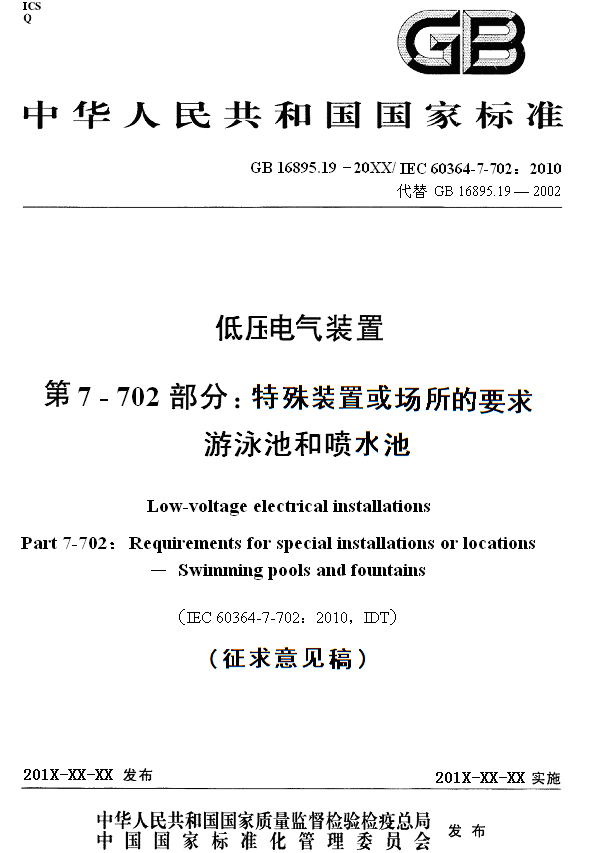 ICS
Q
GB
中华人民共和国国家标准
GB 16895.19 －20XX/ IEC 60364-7-702：2010
代替 GB 16895.19 — 2002
低压电气装置
第 7 - 702 部分：特殊装置或场所的要求
游泳池和喷水池
Low-voltage electrical installations
Part 7-702： Requirements for special installations or locations
— Swimming pools and fountains
（IEC 60364-7-702：2010，IDT）
（征求意见稿）
201X-XX-XX 发布
201X-XX-XX 实施
中华人民共和国国家质量监督检验检疫总局
中国国家标准化管理委员会 发布